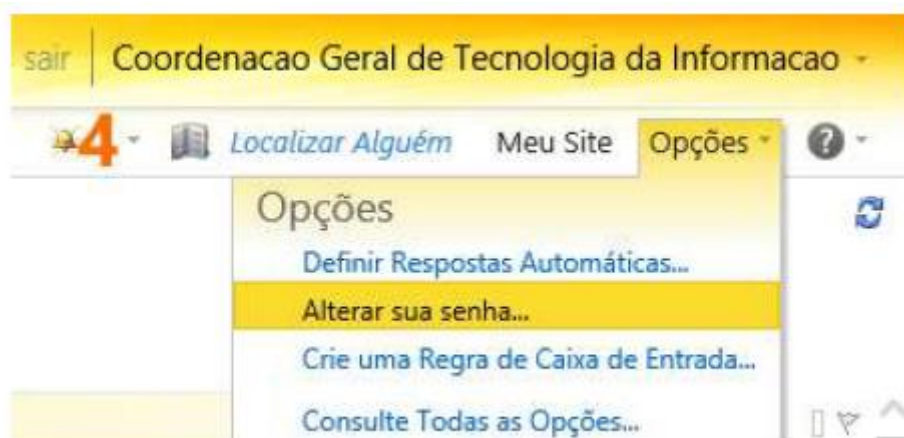 sair | Coordenacao Geral de Tecnologia da Informacao
4 Localizar Alguém Meu Site Opções ?
Opções
Definir Respostas Automáticas...
Alterar sua senha...
Crie uma Regra de Caixa de Entrada...
Consulte Todas as Opções...